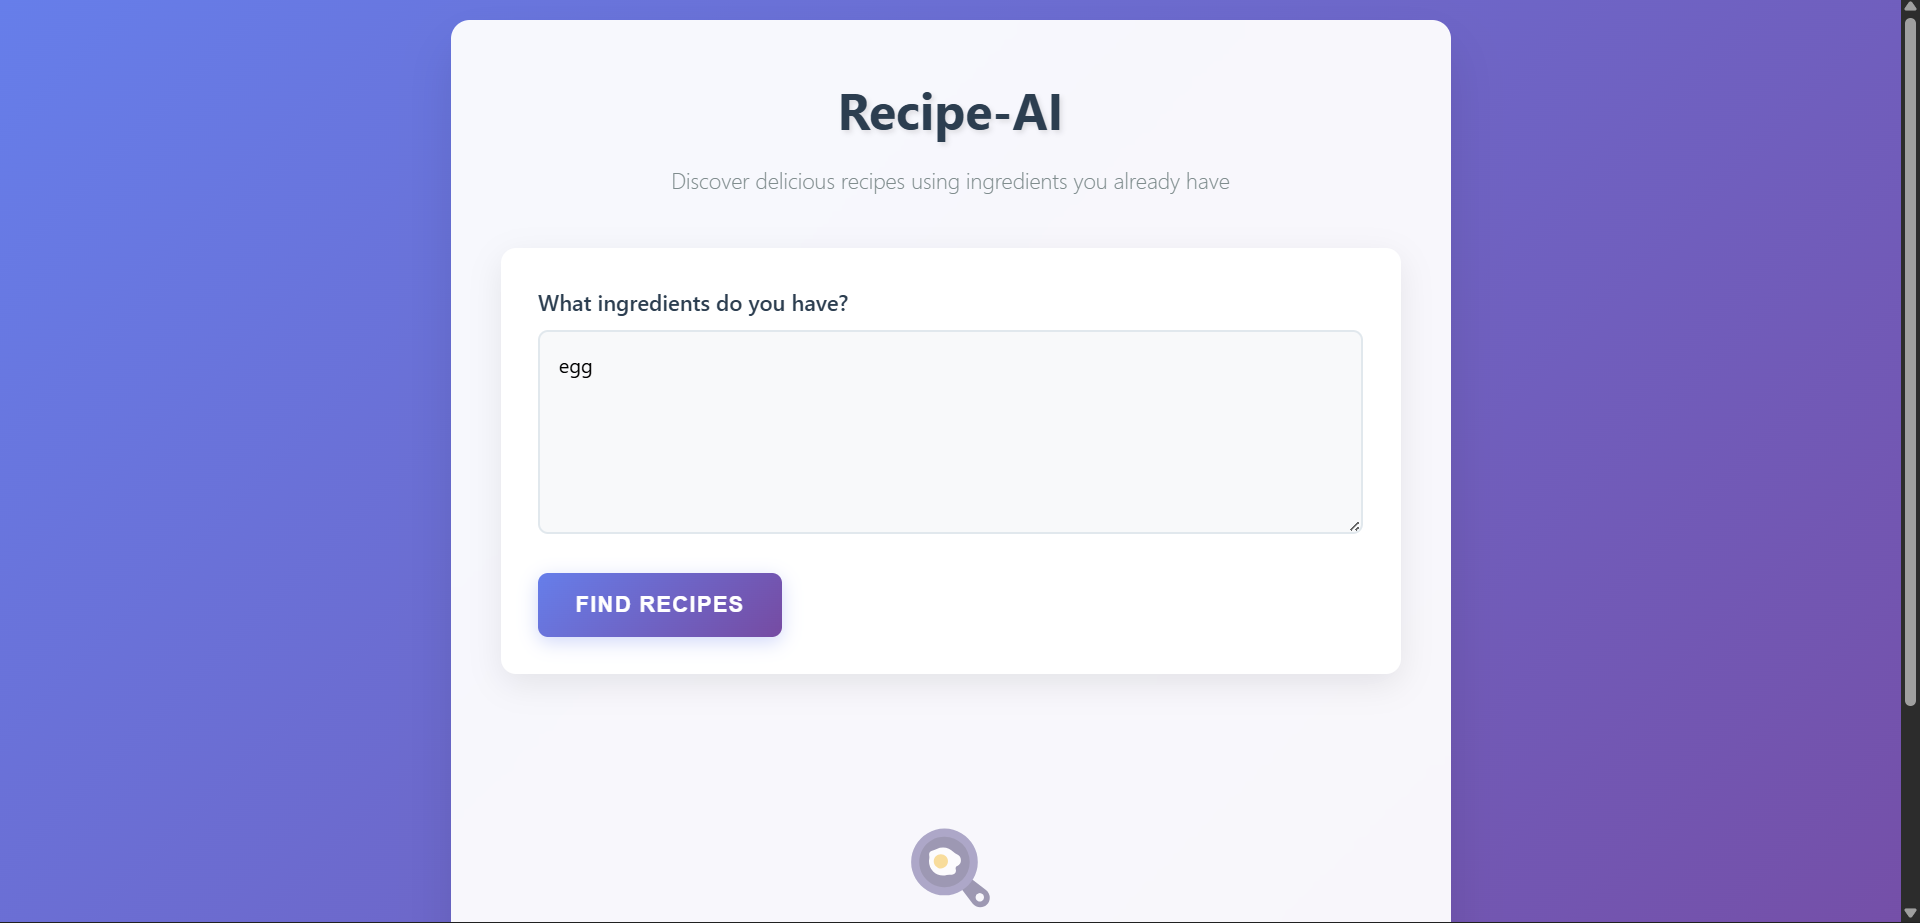 Recipe-AI
Discover delicious recipes using ingredients you already have
What ingredients do you have?
egg
FIND RECIPES